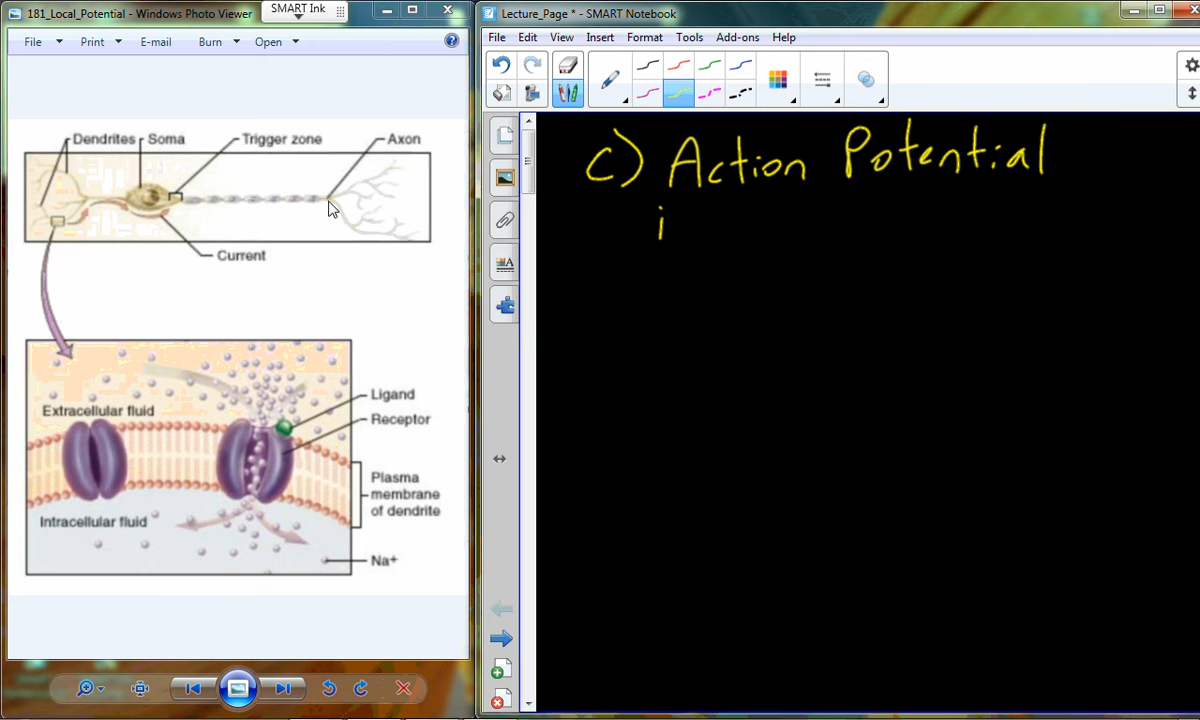 181_Local_Potential - Windows Photo Viewer
SMART Ink
File Print E-mail Burn Open
Dendrites Soma Trigger zone Axon
Current
Extracellular fluid
Ligand
Receptor
Plasma
membrane
of dendrite
Intracellular fluid
Na+
Lecture_Page * - SMART Notebook
File Edit View Insert Format Tools Add-ons Help
c) Action Potential
i